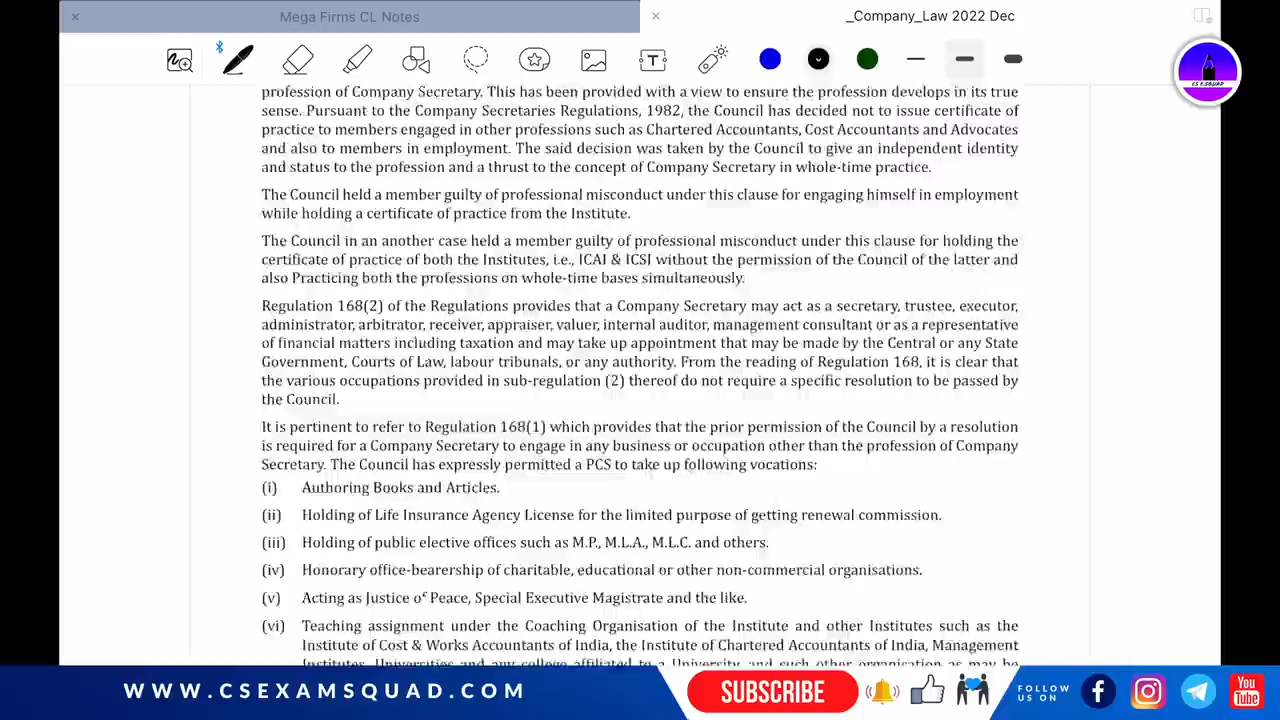 Mega Firms CL Notes
_Company_Law 2022 Dec
CS EXSQUAD
profession of Company Secretary. This has been provided with a view to ensure the profession develops in its true
sense. Pursuant to the Company Secretaries Regulations, 1982, the Council has decided not to issue certificate of
practice to members engaged in other professions such as Chartered Accountants, Cost Accountants and Advocates
and also to members in employment. The said decision was taken by the Council to give an independent identity
and status to the profession and a thrust to the concept of Company Secretary in whole-time practice.
The Council held a member guilty of professional misconduct under this clause for engaging himself in employment
while holding a certificate of practice from the Institute.
The Council in an another case held a member guilty of professional misconduct under this clause for holding the
certificate of practice of both the Institutes, i.e., ICAI & ICSI without the permission of the Council of the latter and
also Practicing both the professions on whole-time bases simultaneously.
Regulation 168(2) of the Regulations provides that a Company Secretary may act as a secretary, trustee, executor,
administrator, arbitrator, receiver, appraiser, valuer, internal auditor, management consultant or as a representative
of financial matters including taxation and may take up appointment that may be made by the Central or any State
Government, Courts of Law, labour tribunals, or any authority. From the reading of Regulation 168, it is clear that
the various occupations provided in sub-regulation (2) thereof do not require a specific resolution to be passed by
the Council.
It is pertinent to refer to Regulation 168(1) which provides that the prior permission of the Council by a resolution
is required for a Company Secretary to engage in any business or occupation other than the profession of Company
Secretary. The Council has expressly permitted a PCS to take up following vocations:
(i) Authoring Books and Articles.
(ii) Holding of Life Insurance Agency License for the limited purpose of getting renewal commission.
(iii) Holding of public elective offices such as M.P., M.L.A., M.L.C. and others.
(iv) Honorary office-bearership of charitable, educational or other non-commercial organisations.
(v) Acting as Justice of Peace, Special Executive Magistrate and the like.
(vi) Teaching assignment under the Coaching Organisation of the Institute and other Institutes such as the
Institute of Cost & Works Accountants of India, the Institute of Chartered Accountants of India, Management
Institutes, Universities and any college affiliated to a University and such other organisation as may be
WWW.CSEXAMSQUAD.COM
SUBSCRIBE
FOLLOW
US ON
You
Tube